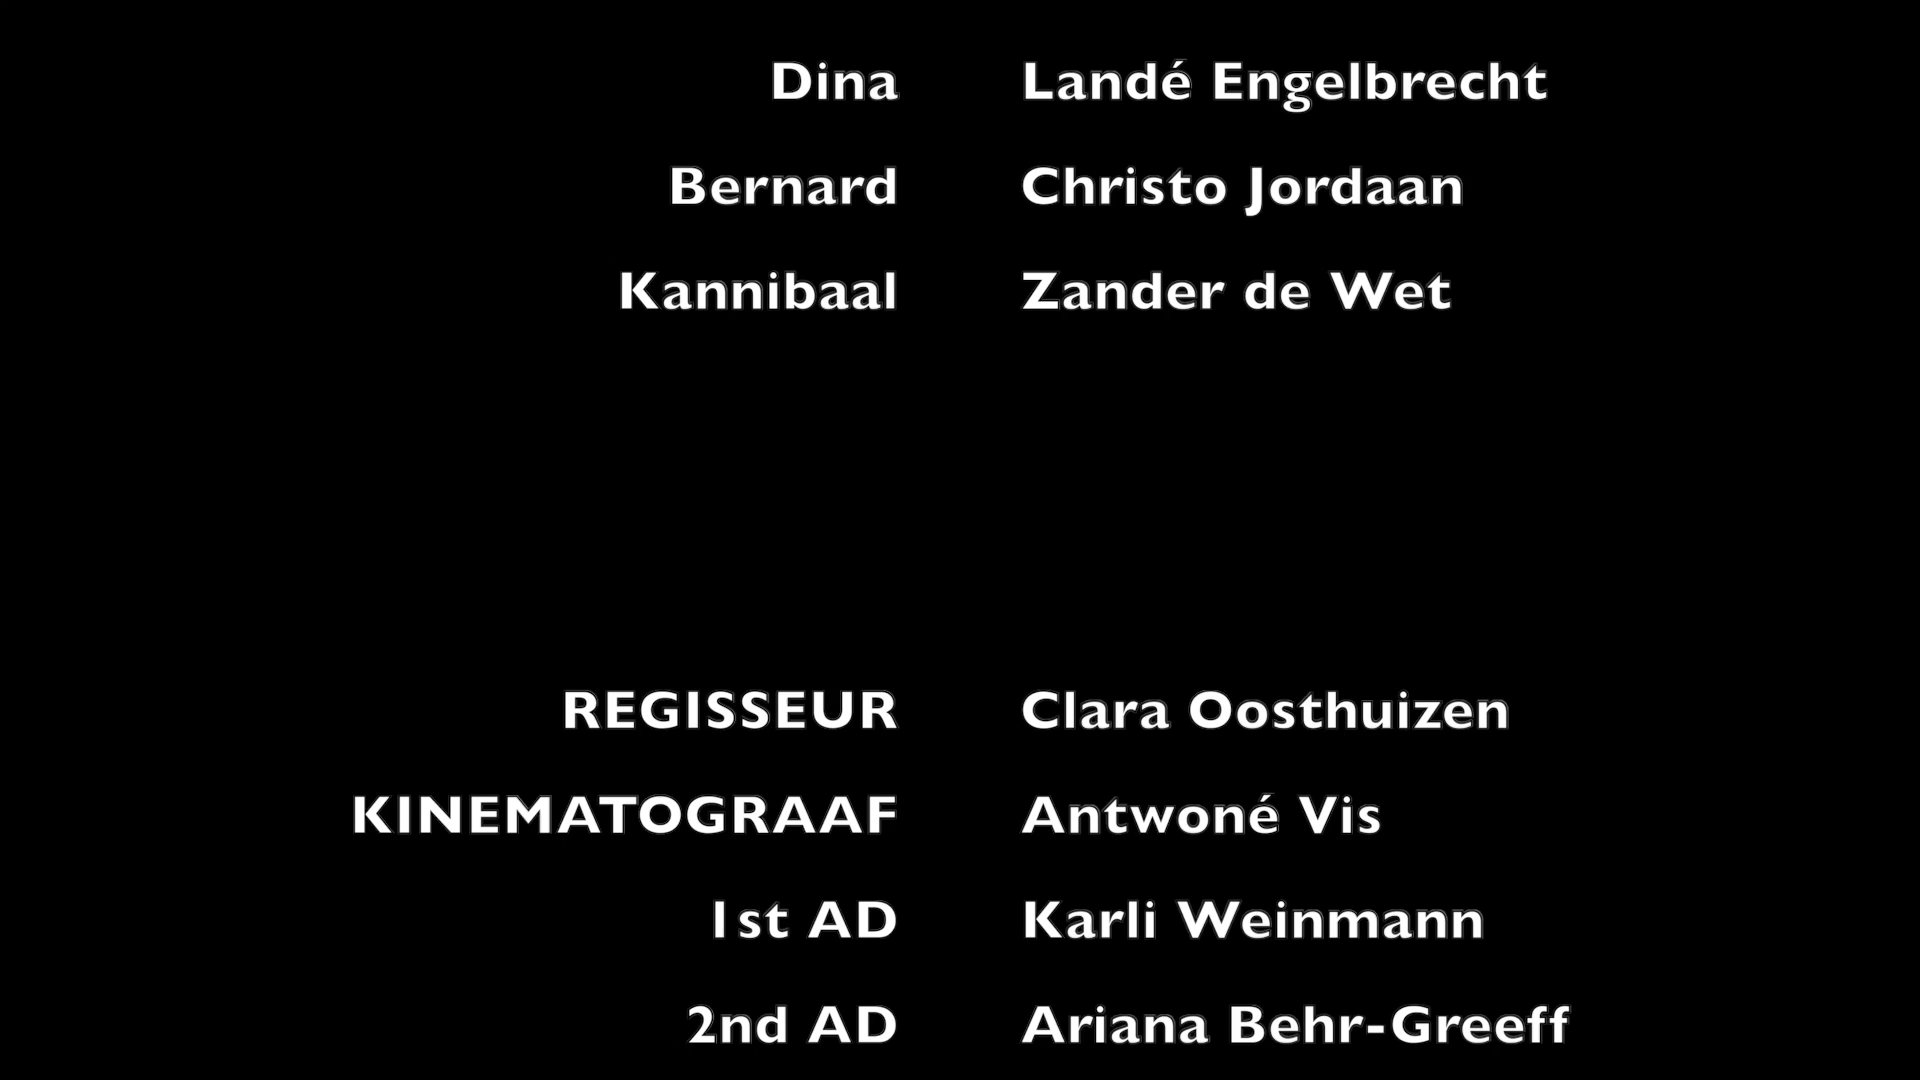 Dina Landé Engelbrecht
Bernard Christo Jordaan
Kannibaal Zander de Wet
REGISSEUR Clara Oosthuizen
KINEMATOGRAAF Antwoné Vis
1st AD Karli Weinmann
2nd AD Ariana Behr-Greeff